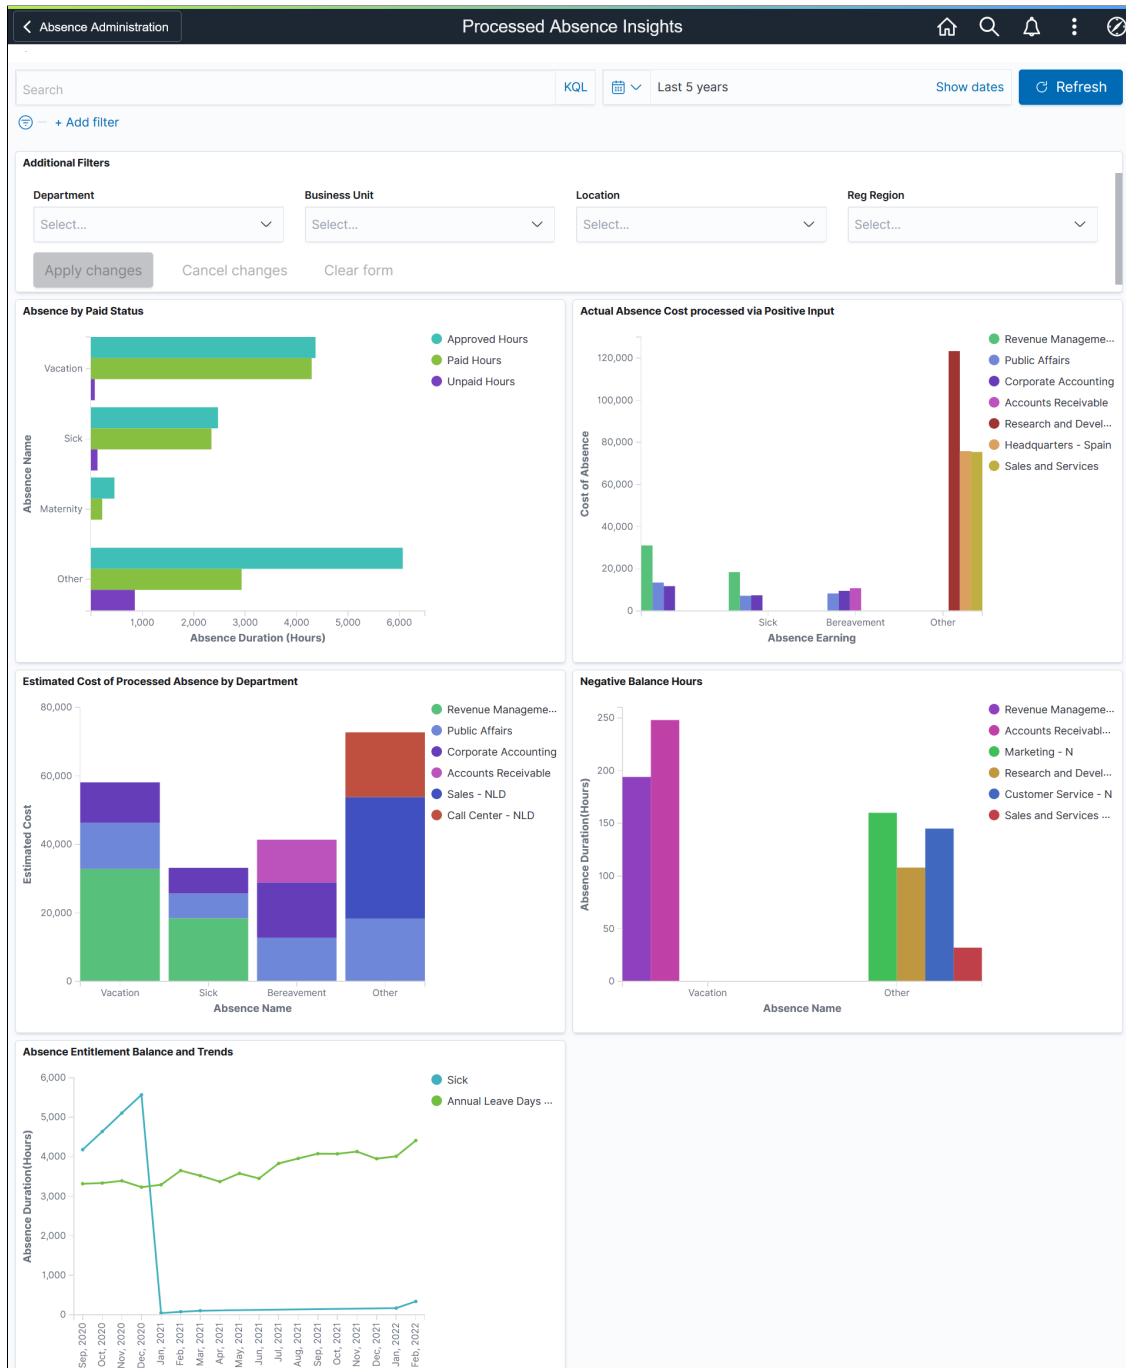 Absence Administration
Processed Absence Insights
Search
KQL
Last 5 years
Show dates
Refresh
+ Add filter
Additional Filters
Department
Business Unit
Location
Reg Region
Select...
Select...
Select...
Select...
Apply changes
Cancel changes
Clear form
Absence by Paid Status
Approved Hours
Paid Hours
Unpaid Hours
Absence Name
Vacation
Sick
Maternity
Other
1,000
2,000
3,000
4,000
5,000
6,000
Absence Duration (Hours)
Actual Absence Cost processed via Positive Input
Revenue Manageme...
Public Affairs
Corporate Accounting
Accounts Receivable
Research and Devel...
Headquarters - Spain
Sales and Services
Cost of Absence
120,000
100,000
80,000
60,000
40,000
20,000
0
Sick
Bereavement
Other
Absence Earning
Estimated Cost of Processed Absence by Department
Revenue Manageme...
Public Affairs
Corporate Accounting
Accounts Receivable
Sales - NLD
Call Center - NLD
Estimated Cost
80,000
60,000
40,000
20,000
0
Vacation
Sick
Bereavement
Other
Absence Name
Negative Balance Hours
Revenue Manageme...
Accounts Receivabl...
Marketing - N
Research and Devel...
Customer Service - N
Sales and Services ...
Absence Duration(Hours)
250
200
150
100
50
0
Vacation
Other
Absence Name
Absence Entitlement Balance and Trends
Sick
Annual Leave Days ...
Absence Duration(Hours)
6,000
5,000
4,000
3,000
2,000
1,000
0
Sep, 2020
Oct, 2020
Nov, 2020
Dec, 2020
Jan, 2021
Feb, 2021
Mar, 2021
Apr, 2021
May, 2021
Jun, 2021
Jul, 2021
Aug, 2021
Sep, 2021
Oct, 2021
Nov, 2021
Dec, 2021
Jan, 2022
Feb, 2022